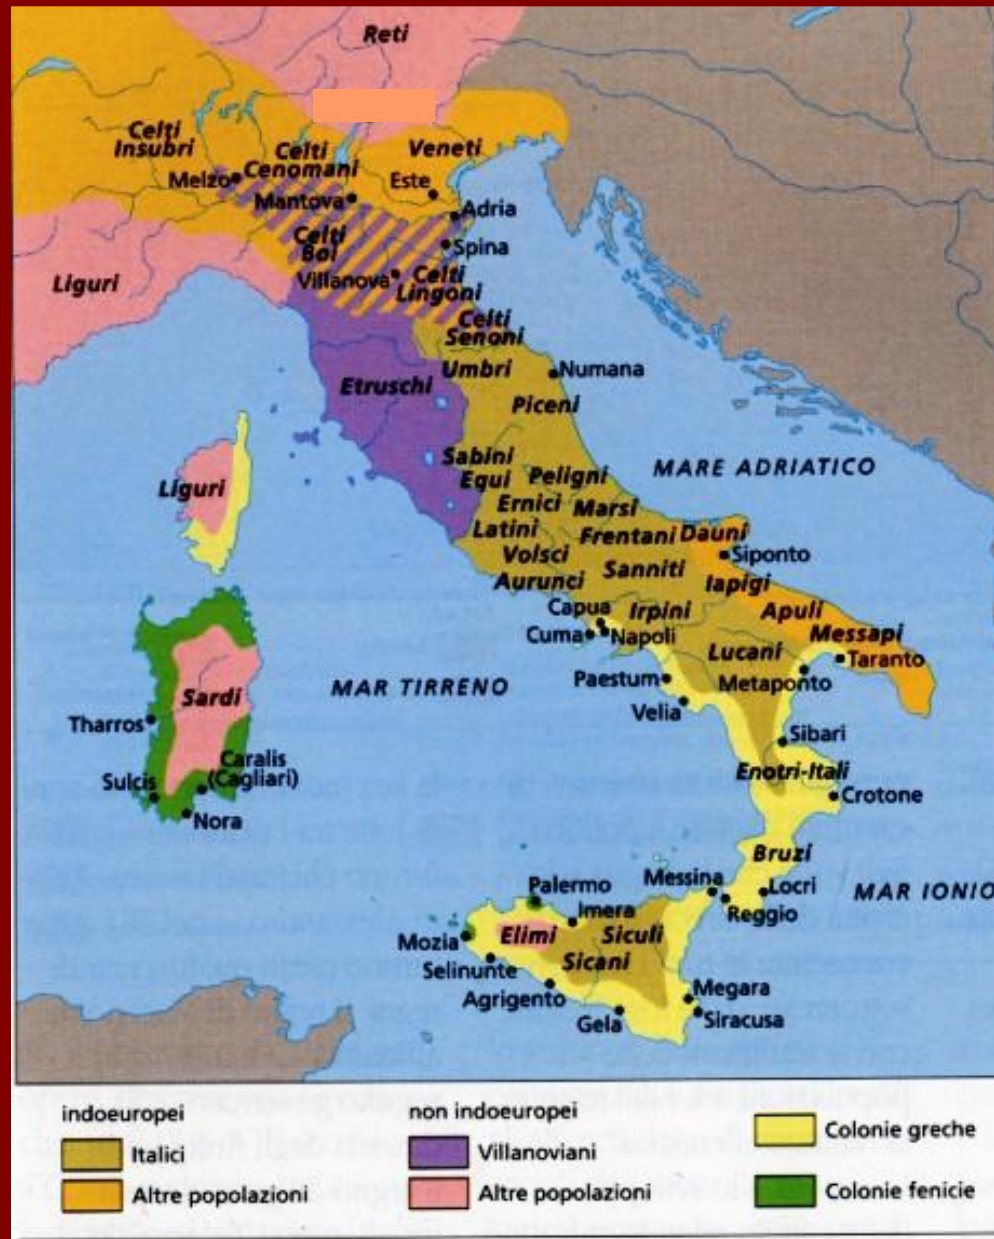 Reti
Celti
Insubri
Celti
Cenomani
Veneti
Melzo
Mantova
Este
Adria
Celti
Boi
Spina
Villanova
Celti
Lingoni
Liguri
Celti
Senoni
Umbri
Numana
Etruschi
Piceni
Sabini
Equi
Peligni
MARE ADRIATICO
Liguri
Ernici
Marsi
Latini
Frentani
Dauni
Volsci
Siponto
Aurunci
Sanniti
Iapigi
Capua
Irpini
Apuli
Cuma
Napoli
Messapi
Lucani
Taranto
Paestum
Metaponto
MAR TIRRENO
Sardi
Velia
Tharros
Sibari
Caralis
(Cagliari)
Sulcis
Enotri-Itali
Nora
Crotone
Bruzi
Messina
Locri
MAR IONIO
Palermo
Imera
Reggio
Mozia
Elimi
Siculi
Selinunte
Sicani
Agrigento
Megara
Gela
Siracusa
indoeuropei
Italici
Altre popolazioni
non indoeuropei
Villanoviani
Altre popolazioni
Colonie greche
Colonie fenicie